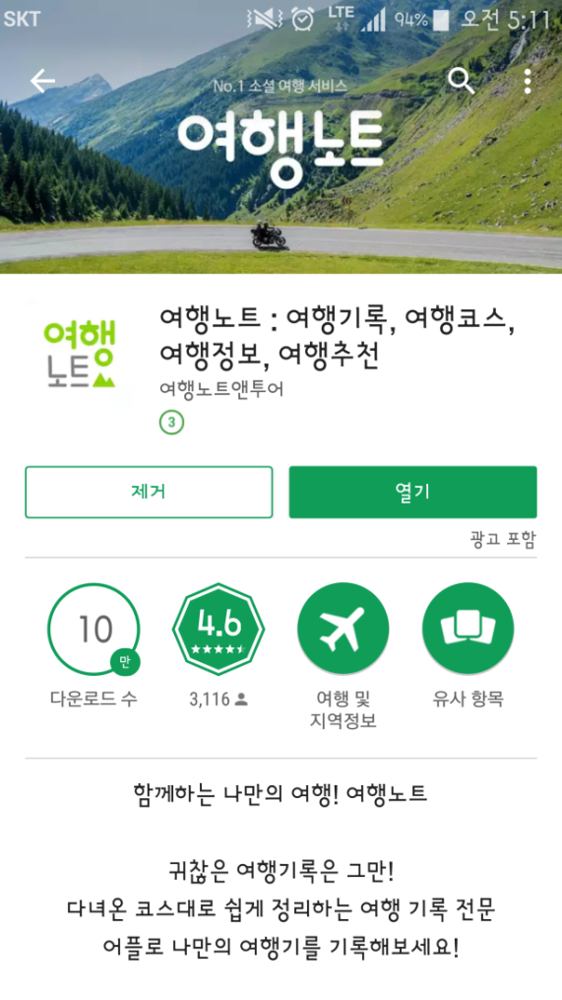 SKT LTE 94% 오전 5:11
No.1 소셜 여행 서비스
여행노트
여행
노트
여행노트 : 여행기록, 여행코스,
여행정보, 여행추천
여행노트앤투어
3
제거 열기
광고 포함
10 만 4.6
다운로드 수 3,116 여행 및 유사 항목
지역정보
함께하는 나만의 여행! 여행노트
귀찮은 여행기록은 그만!
다녀온 코스대로 쉽게 정리하는 여행 기록 전문
어플로 나만의 여행기를 기록해보세요!